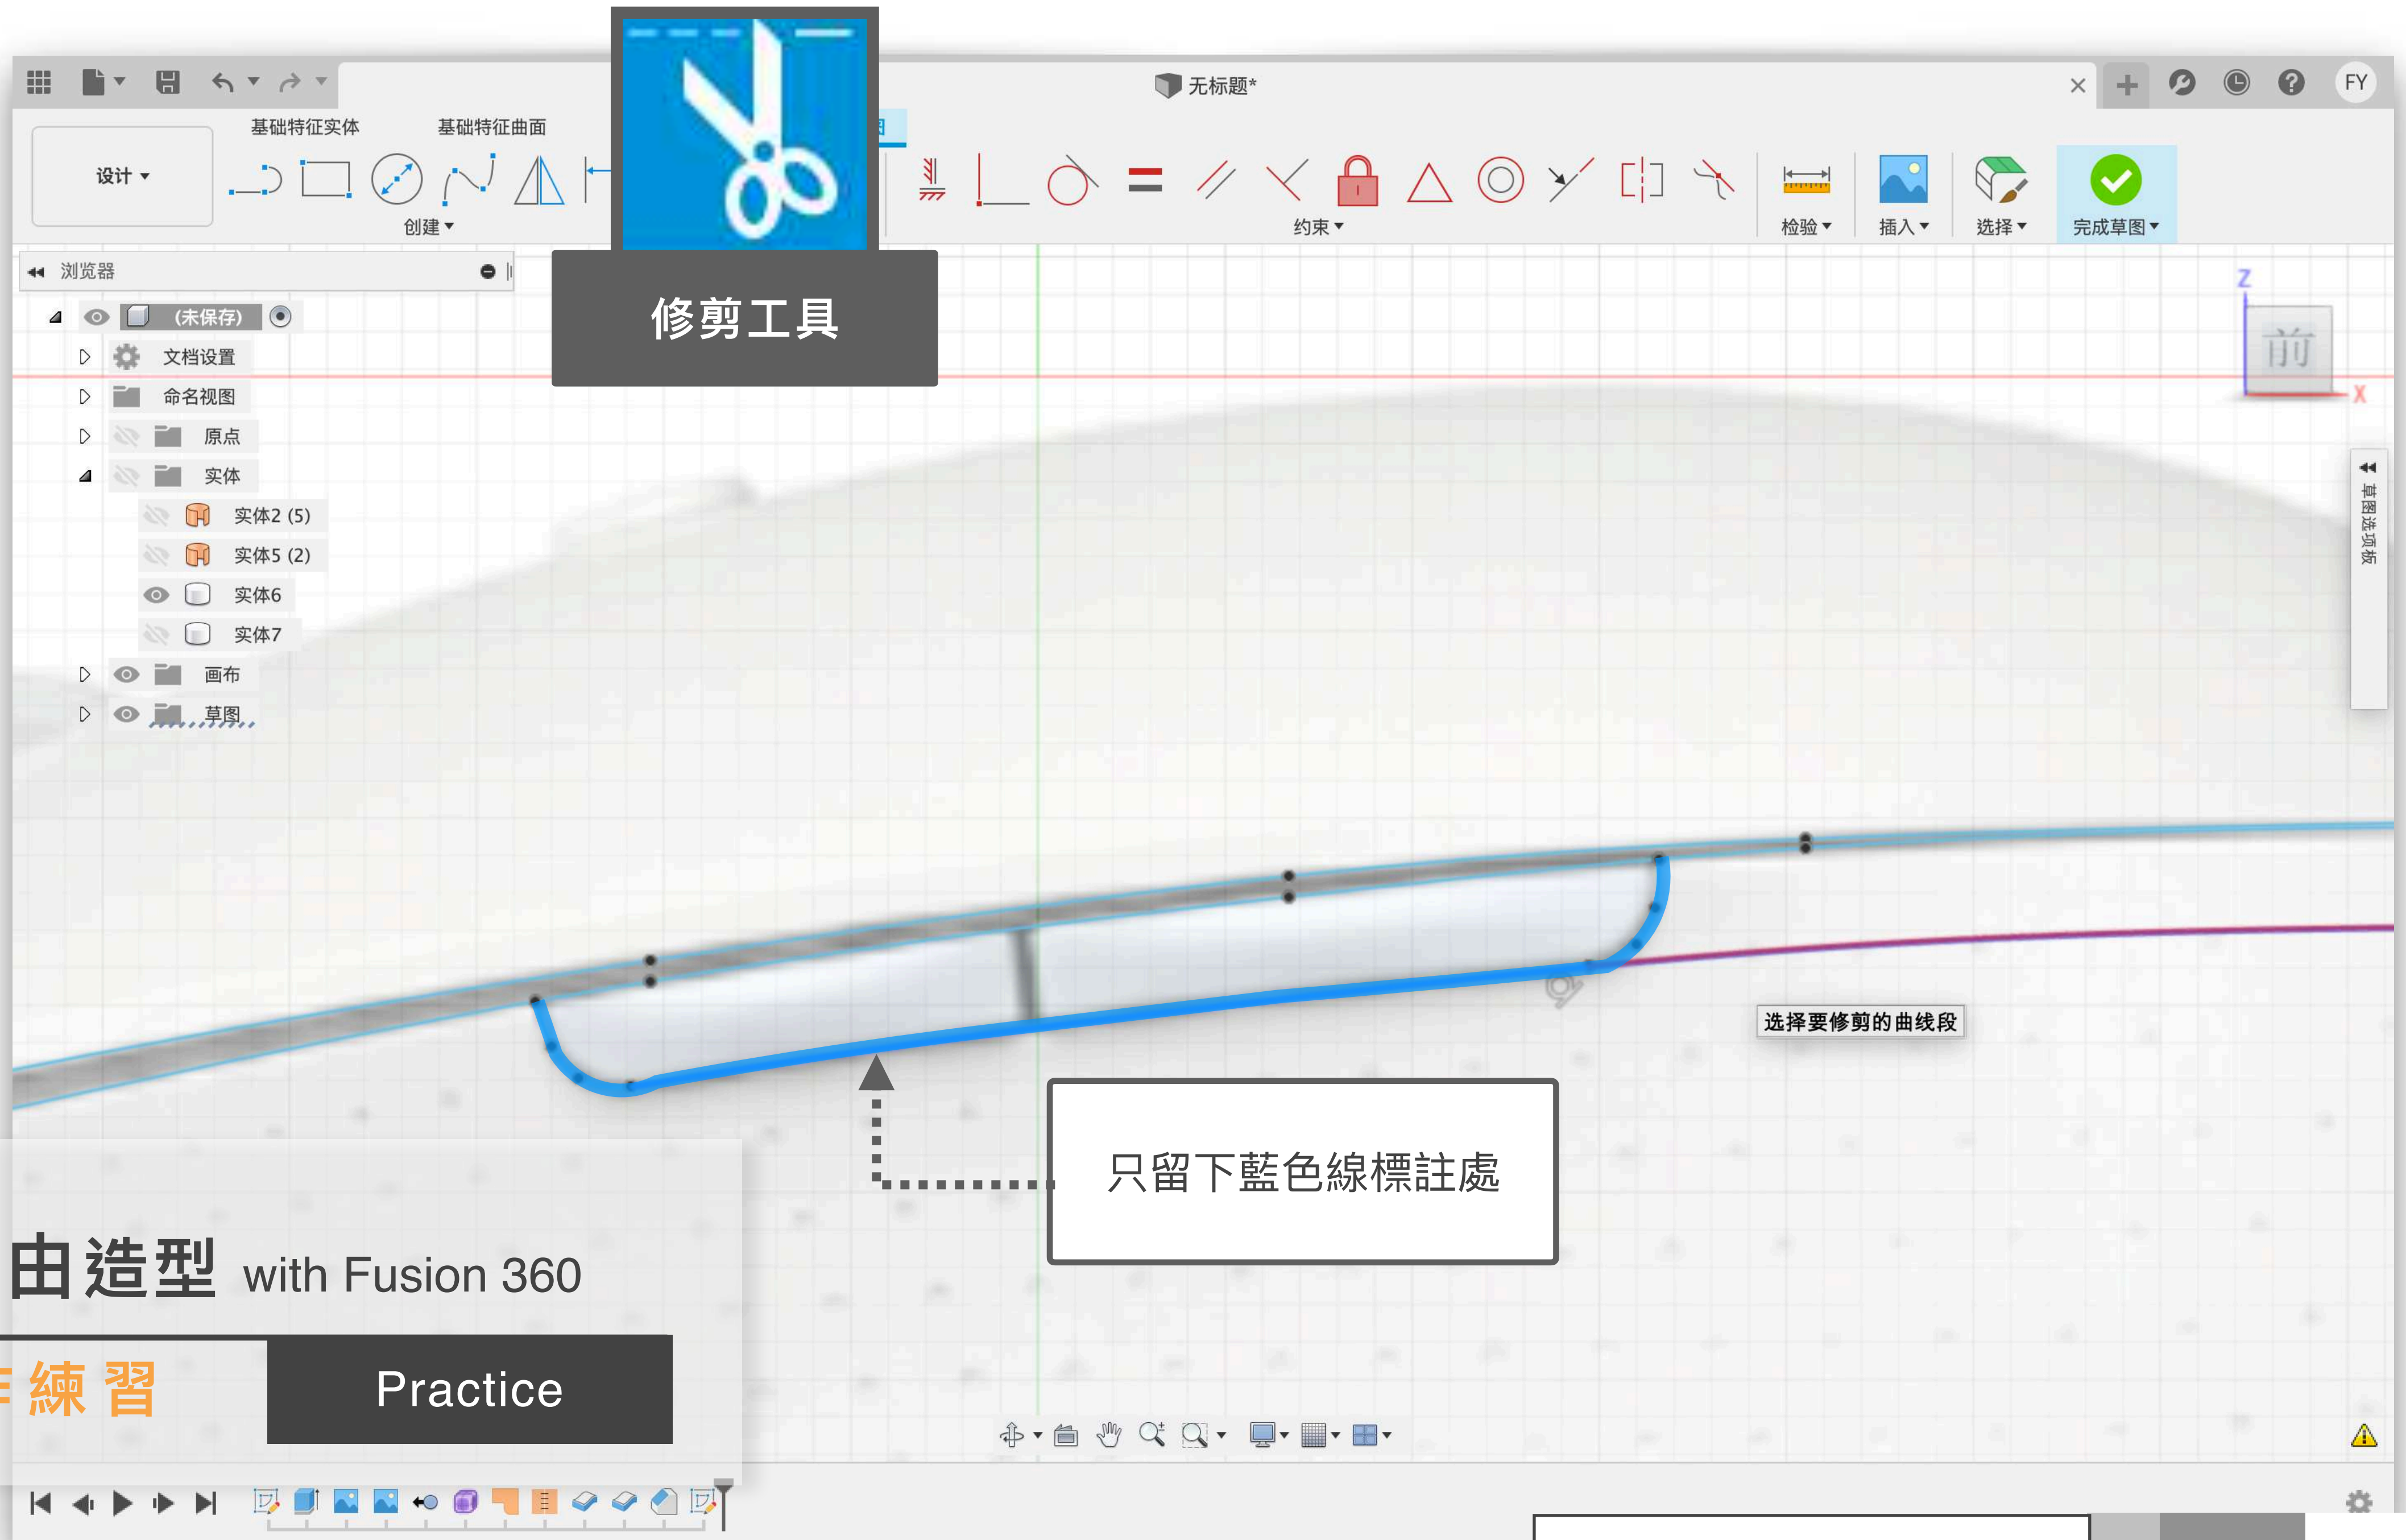 无标题*
FY
基础特征实体
基础特征曲面
设计
创建
约束
检验
插入
选择
完成草图
修剪工具
浏览器
(未保存)
文档设置
命名视图
原点
实体
实体2 (5)
实体5 (2)
实体6
实体7
画布
草图
Z
前
X
草图选项板
选择要修剪的曲线段
只留下藍色線標註處
由造型 with Fusion 360
練習
Practice